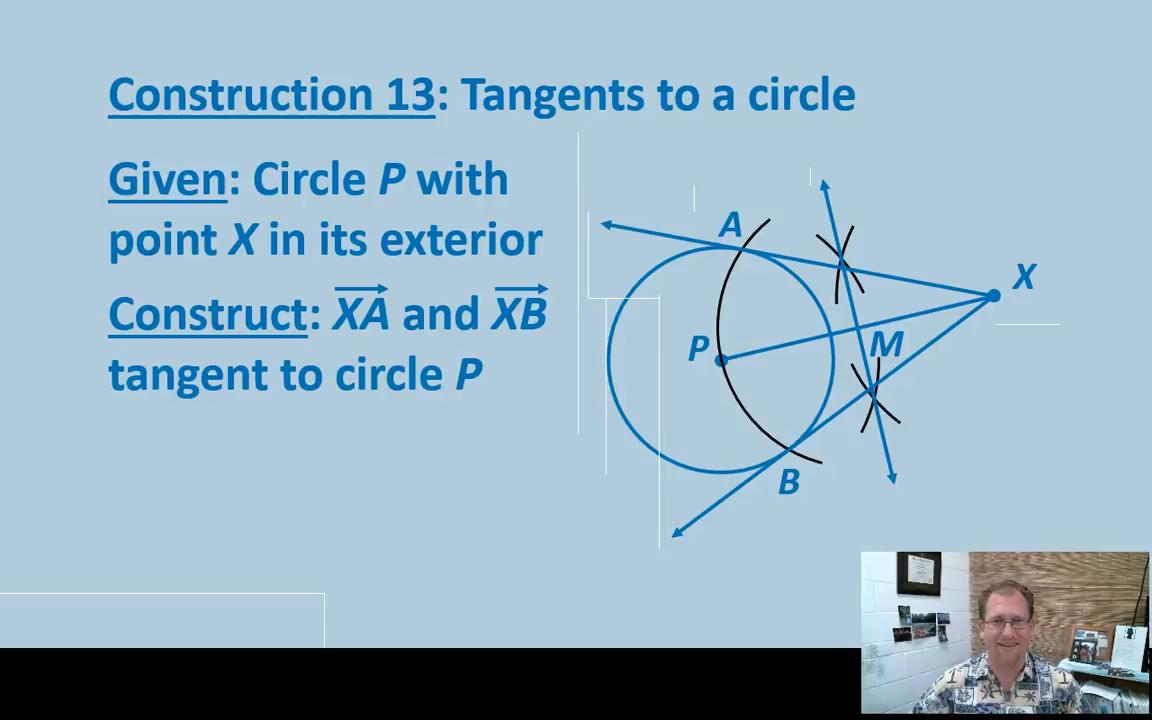 Construction 13: Tangents to a circle
Given: Circle P with
point X in its exterior
Construct: XA and XB
tangent to circle P
A
X
P
M
B